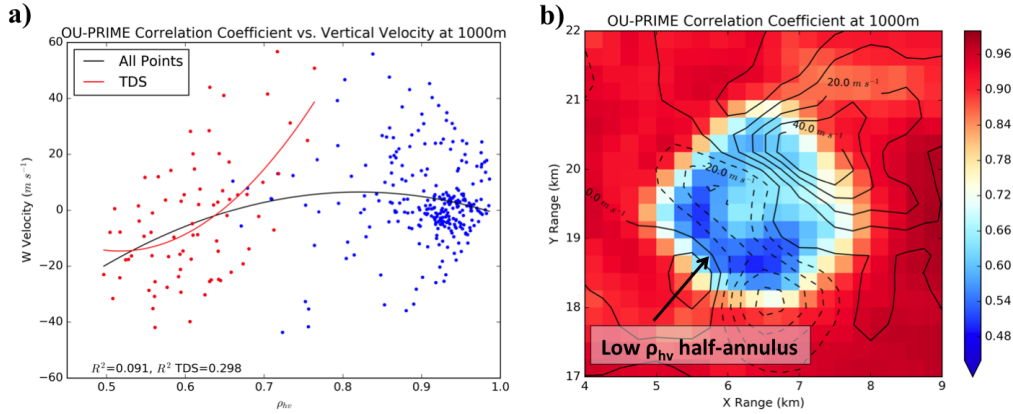 a)
OU-PRIME Correlation Coefficient vs. Vertical Velocity at 1000m
60
40
20
0
−20
−40
−60
W Velocity (m s⁻¹)
All Points
TDS
R²=0.091, R² TDS=0.298
0.5 0.6 0.7 0.8 0.9 1.0
ρhv
b)
OU-PRIME Correlation Coefficient at 1000m
22
21
20
19
18
17
Y Range (km)
20.0 m s⁻¹
40.0 m s⁻¹
-20.0 m s⁻¹
0.0 m s⁻¹
Low ρhv half-annulus
4 5 6 7 8 9
X Range (km)
0.96
0.90
0.84
0.78
0.72
0.66
0.60
0.54
0.48